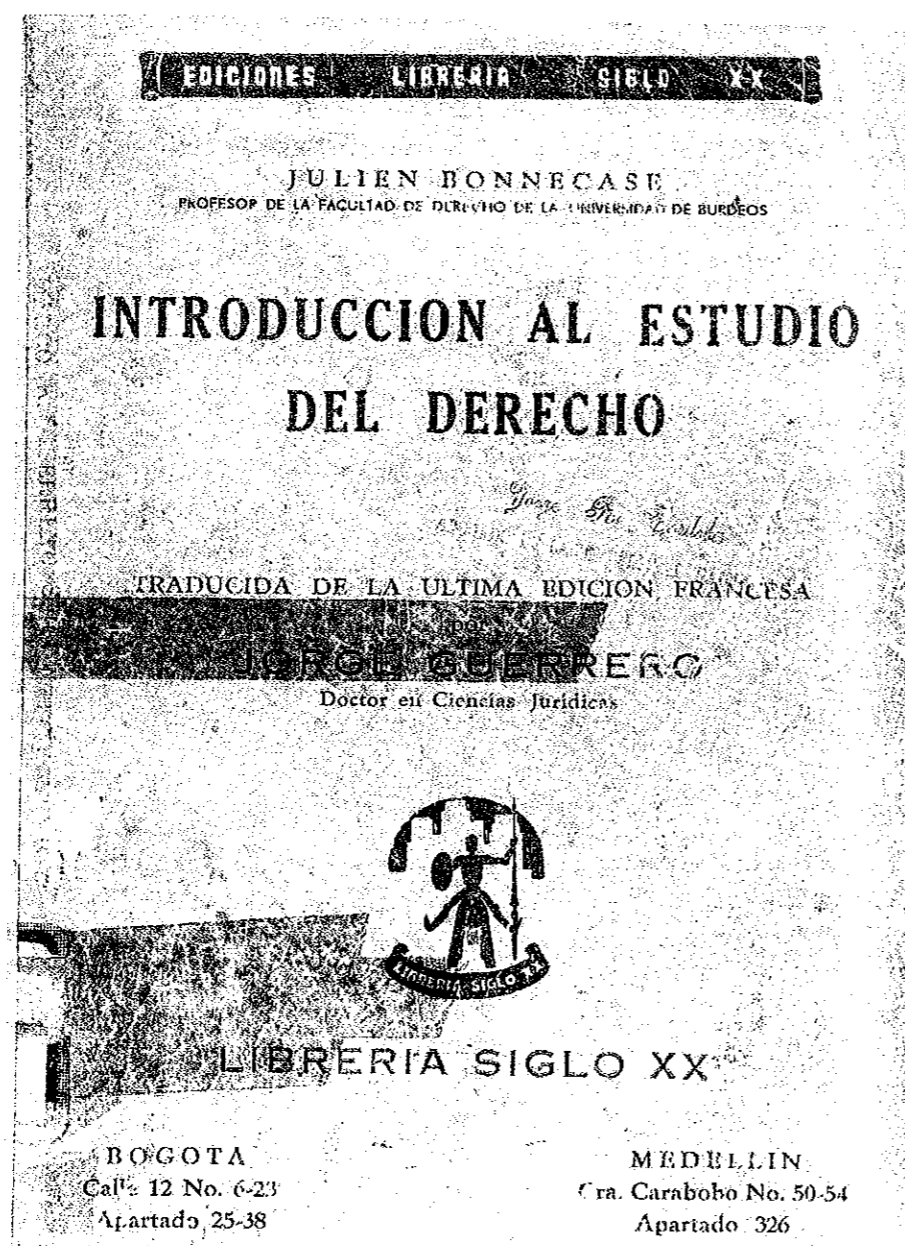 EDICIONES LIBRERIA SIGLO XX
JULIEN BONNECASE
PROFESOR DE LA FACULTAD DE DERECHO DE LA UNIVERSIDAD DE BURDEOS
INTRODUCCION AL ESTUDIO
DEL DERECHO
TRADUCIDA DE LA ULTIMA EDICION FRANCESA
por
JORGE GUERRERO
Doctor en Ciencias Jurídicas
LIBRERIA SIGLO XX
LIBRERIA SIGLO XX
BOGOTA
Calle 12 No. 6-23
Apartado 25-38
MEDELLIN
Cra. Carabobo No. 50-54
Apartado 326